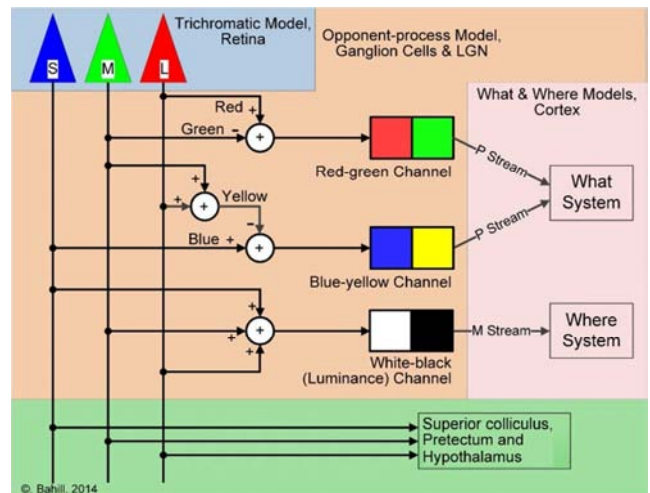 Trichromatic Model,
Retina
Opponent-process Model,
Ganglion Cells & LGN
What & Where Models,
Cortex
S
M
L
Red +
Green -
+
Red-green Channel
P Stream
What
System
+
+
+
Yellow
-
Blue +
+
Blue-yellow Channel
P Stream
+
+
+
+
White-black
(Luminance) Channel
M Stream
Where
System
Superior colliculus,
Pretectum and
Hypothalamus
©, Bahill, 2014